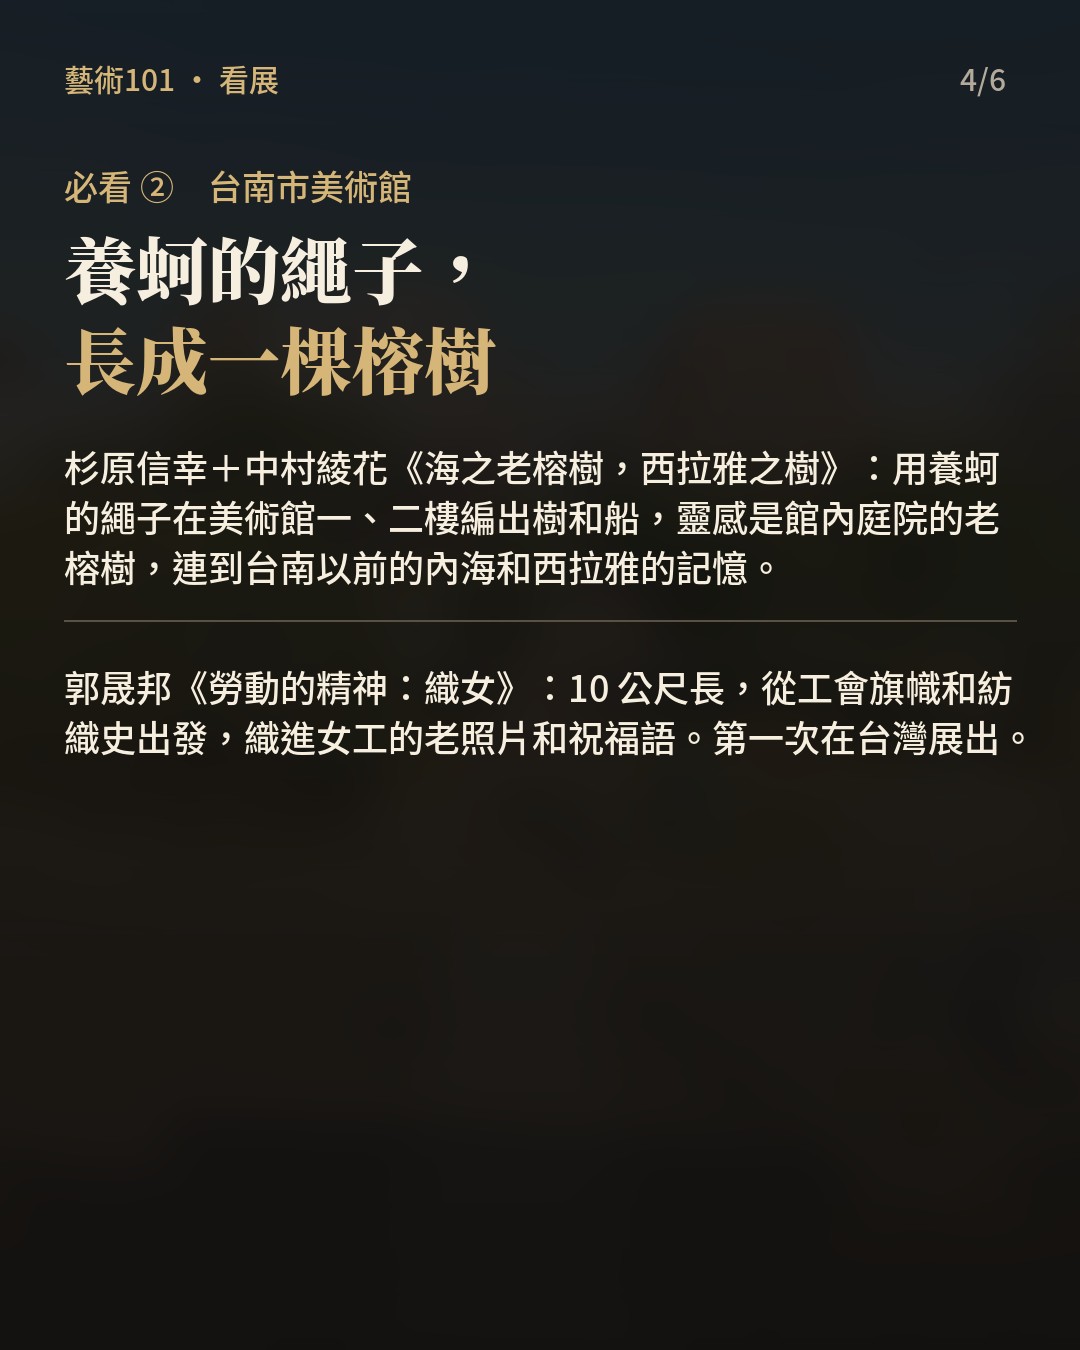 藝術101 · 看展
4/6
必看 ② 台南市美術館
養蚵的繩子，
長成一棵榕樹
杉原信幸＋中村綾花《海之老榕樹，西拉雅之樹》：用養蚵
的繩子在美術館一、二樓編出樹和船，靈感是館內庭院的老
榕樹，連到台南以前的內海和西拉雅的記憶。
郭晟邦《勞動的精神：織女》：10 公尺長，從工會旗幟和紡
織史出發，織進女工的老照片和祝福語。第一次在台灣展出。